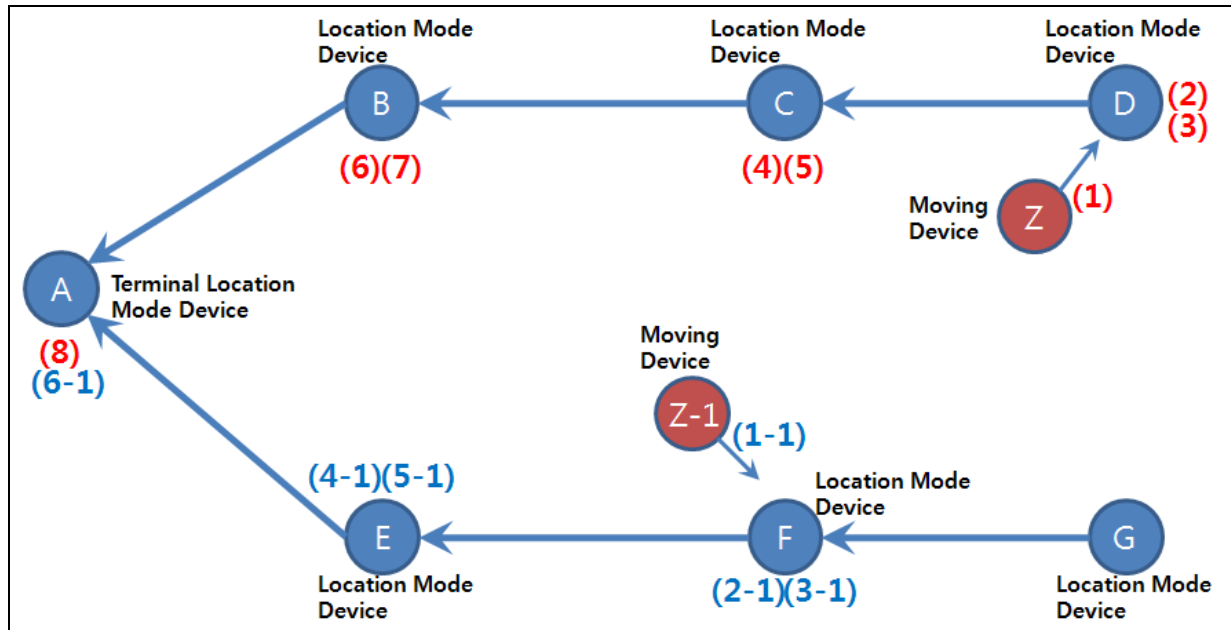 Location Mode
Device
Location Mode
Device
Location Mode
Device
B
C
D
(2)
(3)
(6)(7)
(4)(5)
Moving
Device
Z
(1)
A
Terminal Location
Mode Device
(8)
(6-1)
Moving
Device
Z-1
(1-1)
(4-1)(5-1)
Location Mode
Device
E
F
G
Location Mode
Device
(2-1)(3-1)
Location Mode
Device